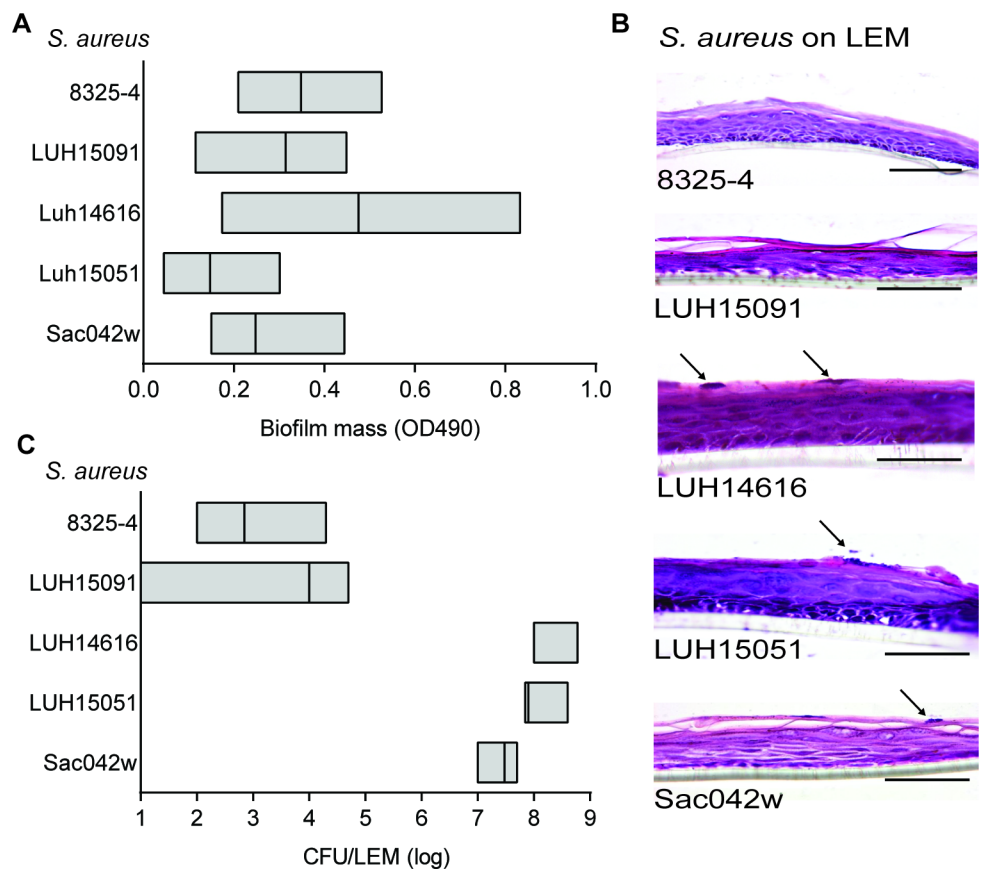 A
S. aureus
8325-4
LUH15091
Luh14616
Luh15051
Sac042w
0.0 0.2 0.4 0.6 0.8 1.0
Biofilm mass (OD490)
B
S. aureus on LEM
8325-4
LUH15091
LUH14616
LUH15051
Sac042w
C
S. aureus
8325-4
LUH15091
LUH14616
LUH15051
Sac042w
1 2 3 4 5 6 7 8 9
CFU/LEM (log)